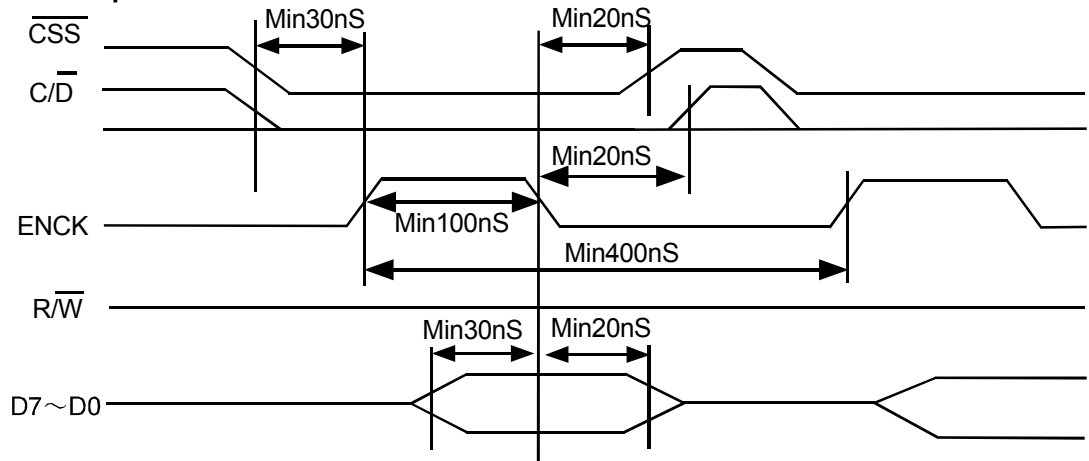 Min30nS Min20nS
CSS
C/D
Min20nS
ENCK
Min100nS
Min400nS
R/W
Min30nS Min20nS
D7～D0